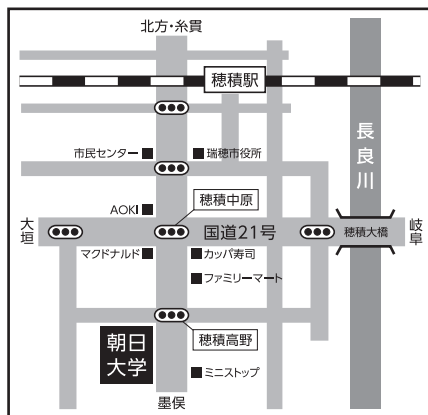 北方・糸貫
穂積駅
市民センター
瑞穂市役所
長良川
AOKI
穂積中原
大垣
国道21号
穂積大橋
岐阜
マクドナルド
カッパ寿司
ファミリーマート
穂積高野
朝日
大学
ミニストップ
墨俣